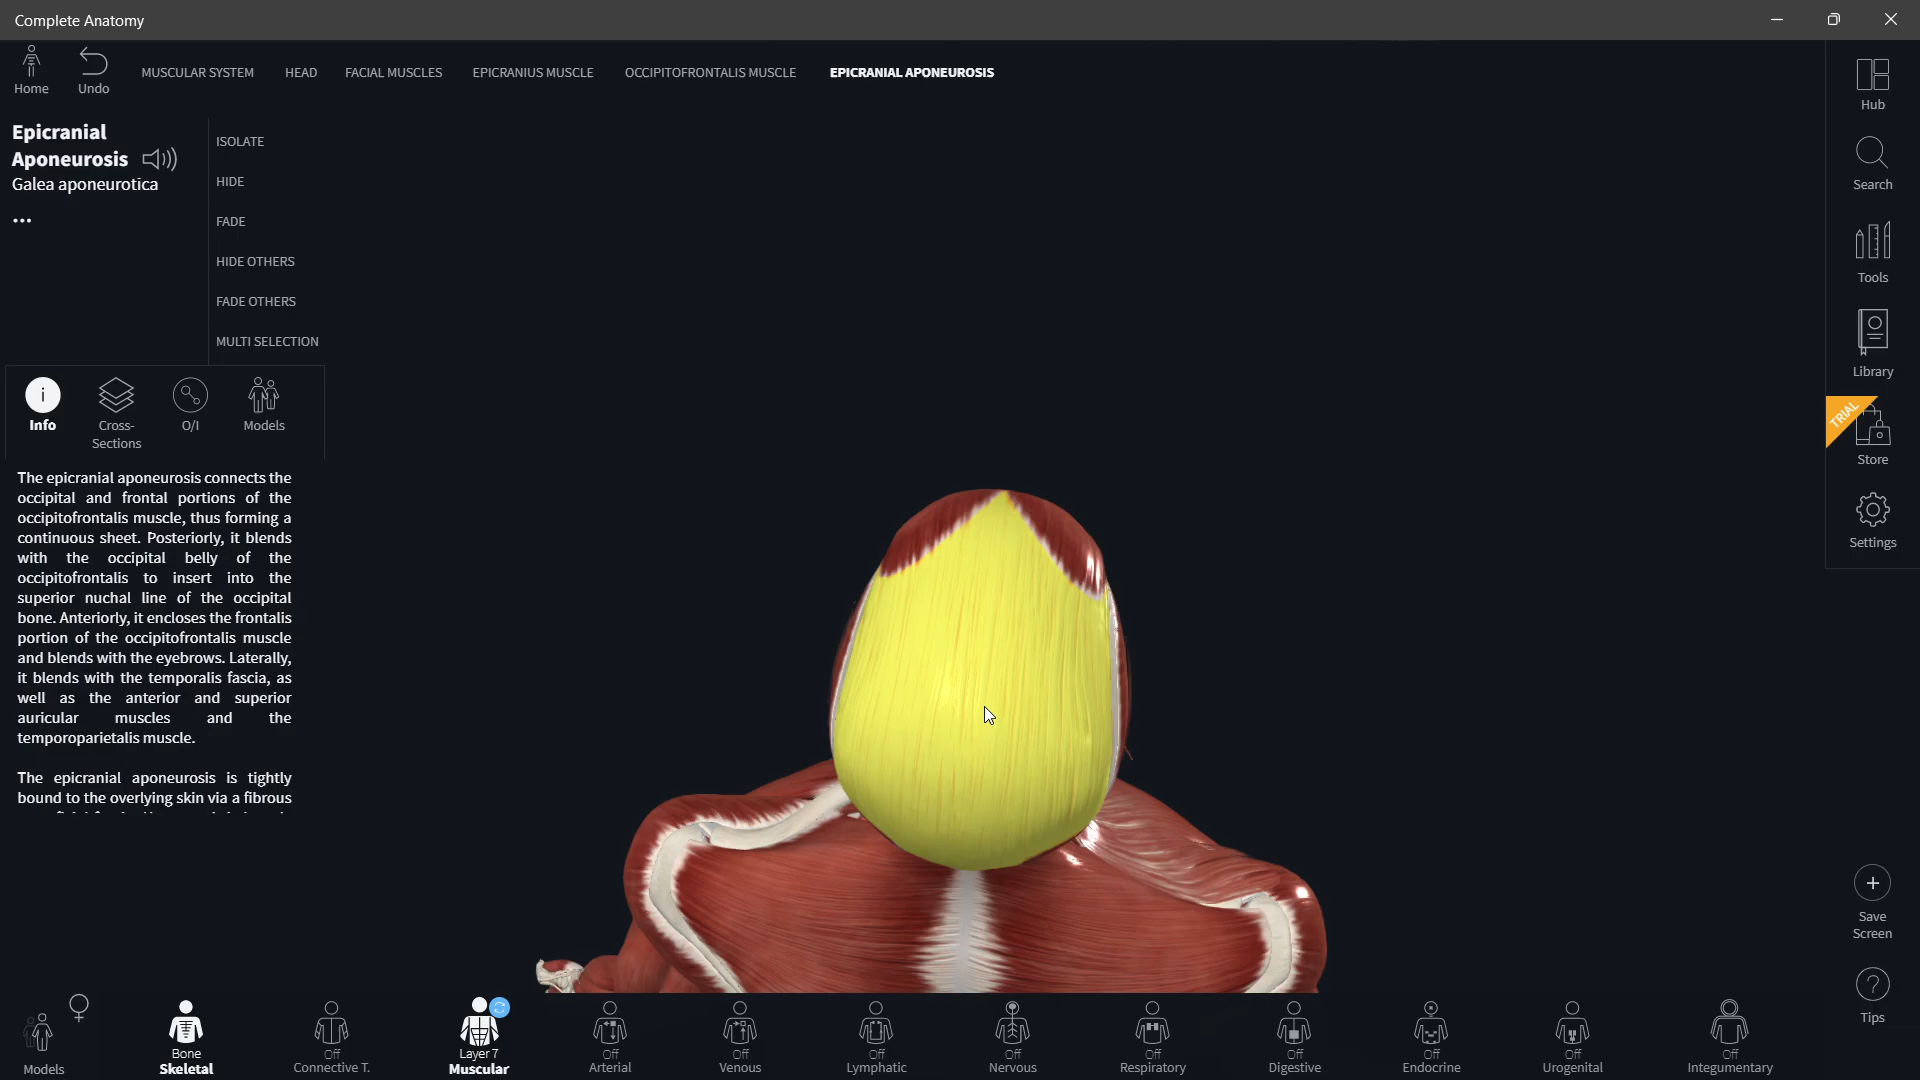 Complete Anatomy
Home
Undo
MUSCULAR SYSTEM
HEAD
FACIAL MUSCLES
EPICRANIUS MUSCLE
OCCIPITOFRONTALIS MUSCLE
EPICRANIAL APONEUROSIS
Epicranial
Aponeurosis
Galea aponeurotica
...
ISOLATE
HIDE
FADE
HIDE OTHERS
FADE OTHERS
MULTI SELECTION
Info
Cross-
Sections
O/I
Models
The epicranial aponeurosis connects the
occipital and frontal portions of the
occipitofrontalis muscle, thus forming a
continuous sheet. Posteriorly, it blends
with the occipital belly of the
occipitofrontalis to insert into the
superior nuchal line of the occipital
bone. Anteriorly, it encloses the frontalis
portion of the occipitofrontalis muscle
and blends with the eyebrows. Laterally,
it blends with the temporalis fascia, as
well as the anterior and superior
auricular muscles and the
temporoparietalis muscle.
The epicranial aponeurosis is tightly
bound to the overlying skin via a fibrous
Hub
Search
Tools
Library
TRIAL
Store
Settings
Save
Screen
Tips
Models
Bone
Skeletal
Off
Connective T.
Layer 7
Muscular
Off
Arterial
Off
Venous
Off
Lymphatic
Off
Nervous
Off
Respiratory
Off
Digestive
Off
Endocrine
Off
Urogenital
Off
Integumentary